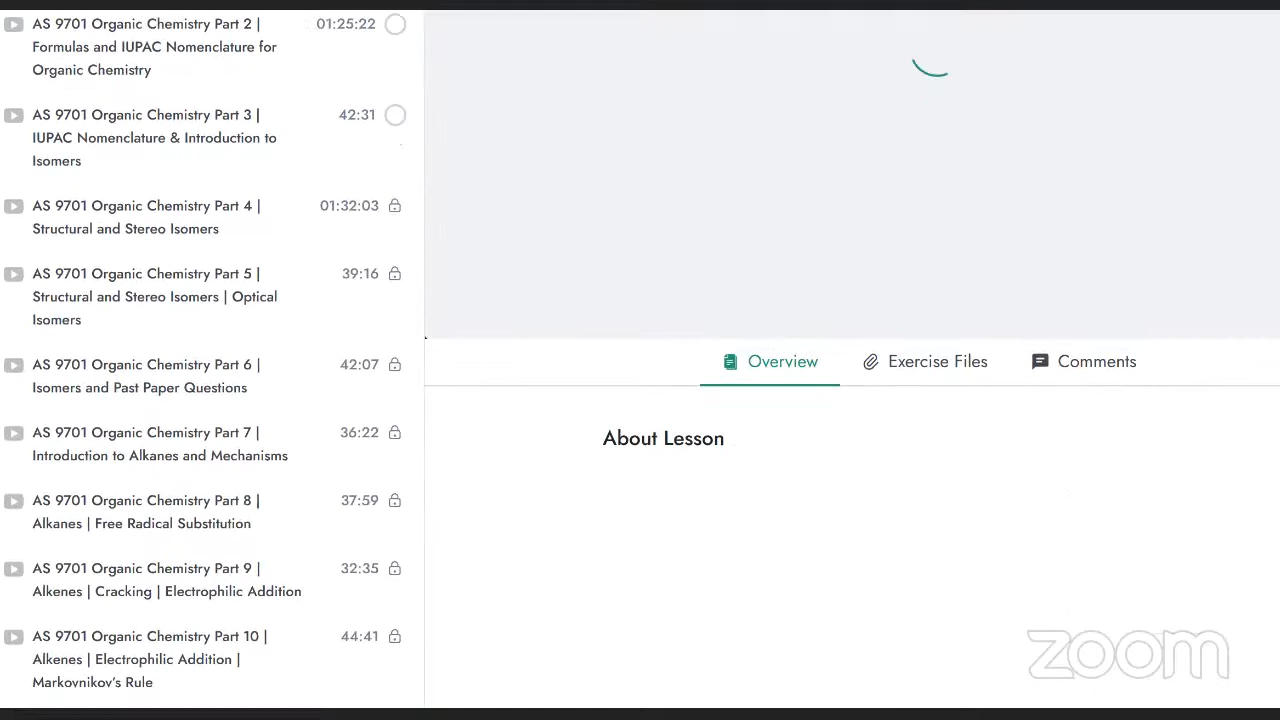 AS 9701 Organic Chemistry Part 2 | 01:25:22
Formulas and IUPAC Nomenclature for
Organic Chemistry
AS 9701 Organic Chemistry Part 3 | 42:31
IUPAC Nomenclature & Introduction to
Isomers
AS 9701 Organic Chemistry Part 4 | 01:32:03
Structural and Stereo Isomers
AS 9701 Organic Chemistry Part 5 | 39:16
Structural and Stereo Isomers | Optical
Isomers
AS 9701 Organic Chemistry Part 6 | 42:07
Isomers and Past Paper Questions
AS 9701 Organic Chemistry Part 7 | 36:22
Introduction to Alkanes and Mechanisms
AS 9701 Organic Chemistry Part 8 | 37:59
Alkanes | Free Radical Substitution
AS 9701 Organic Chemistry Part 9 | 32:35
Alkenes | Cracking | Electrophilic Addition
AS 9701 Organic Chemistry Part 10 | 44:41
Alkenes | Electrophilic Addition |
Markovnikov's Rule
Overview Exercise Files Comments
About Lesson
zoom